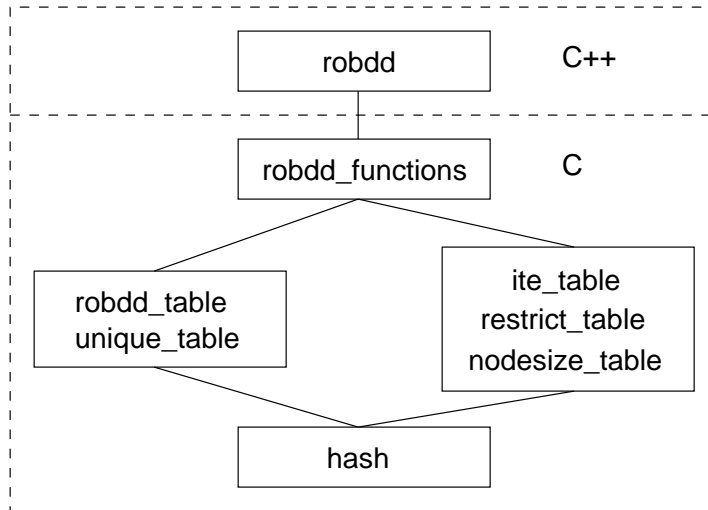 robdd
C++
robdd_functions
C
robdd_table
unique_table
ite_table
restrict_table
nodesize_table
hash